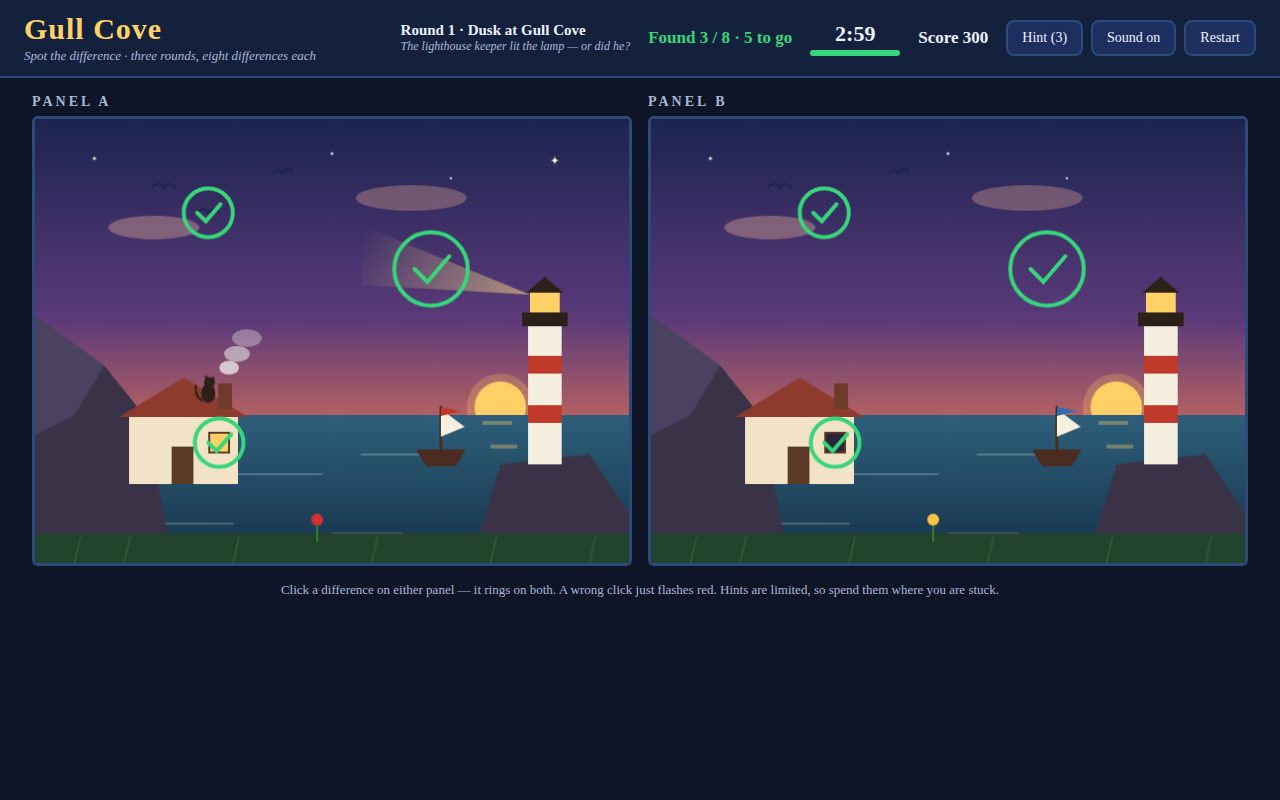 Gull Cove
Spot the difference · three rounds, eight differences each
Round 1 · Dusk at Gull Cove
The lighthouse keeper lit the lamp — or did he?
Found 3 / 8 · 5 to go
2:59
Score 300
Hint (3)
Sound on
Restart
PANEL A
PANEL B
Click a difference on either panel — it rings on both. A wrong click just flashes red. Hints are limited, so spend them where you are stuck.